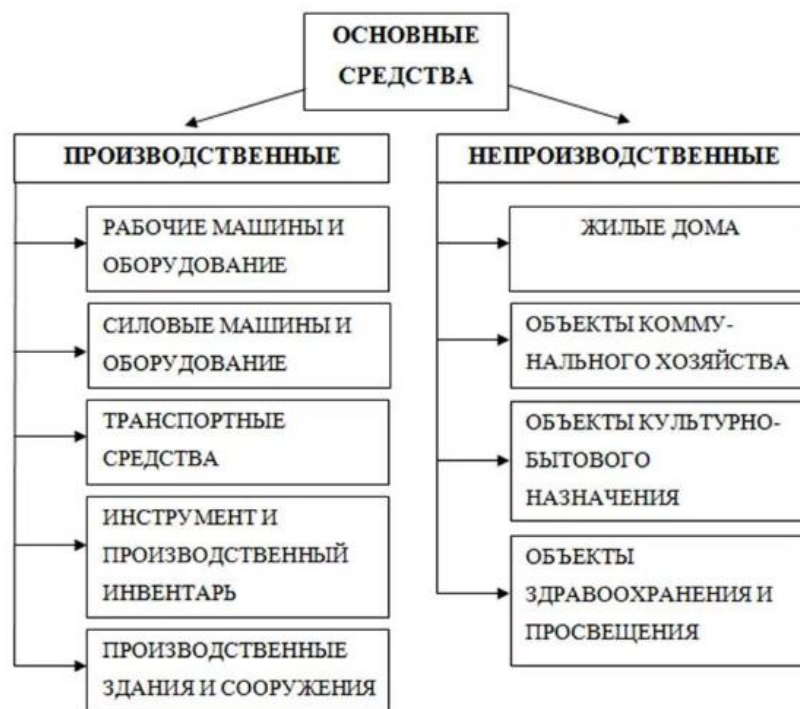 ОСНОВНЫЕ
СРЕДСТВА
ПРОИЗВОДСТВЕННЫЕ
РАБОЧИЕ МАШИНЫ И
ОБОРУДОВАНИЕ
СИЛОВЫЕ МАШИНЫ И
ОБОРУДОВАНИЕ
ТРАНСПОРТНЫЕ
СРЕДСТВА
ИНСТРУМЕНТ И
ПРОИЗВОДСТВЕННЫЙ
ИНВЕНТАРЬ
ПРОИЗВОДСТВЕННЫЕ
ЗДАНИЯ И СООРУЖЕНИЯ
НЕПРОИЗВОДСТВЕННЫЕ
ЖИЛЫЕ ДОМА
ОБЪЕКТЫ КОММУ-
НАЛЬНОГО ХОЗЯЙСТВА
ОБЪЕКТЫ КУЛЬТУРНО-
БЫТОВОГО
НАЗНАЧЕНИЯ
ОБЪЕКТЫ
ЗДРАВООХРАНЕНИЯ И
ПРОСВЕЩЕНИЯ